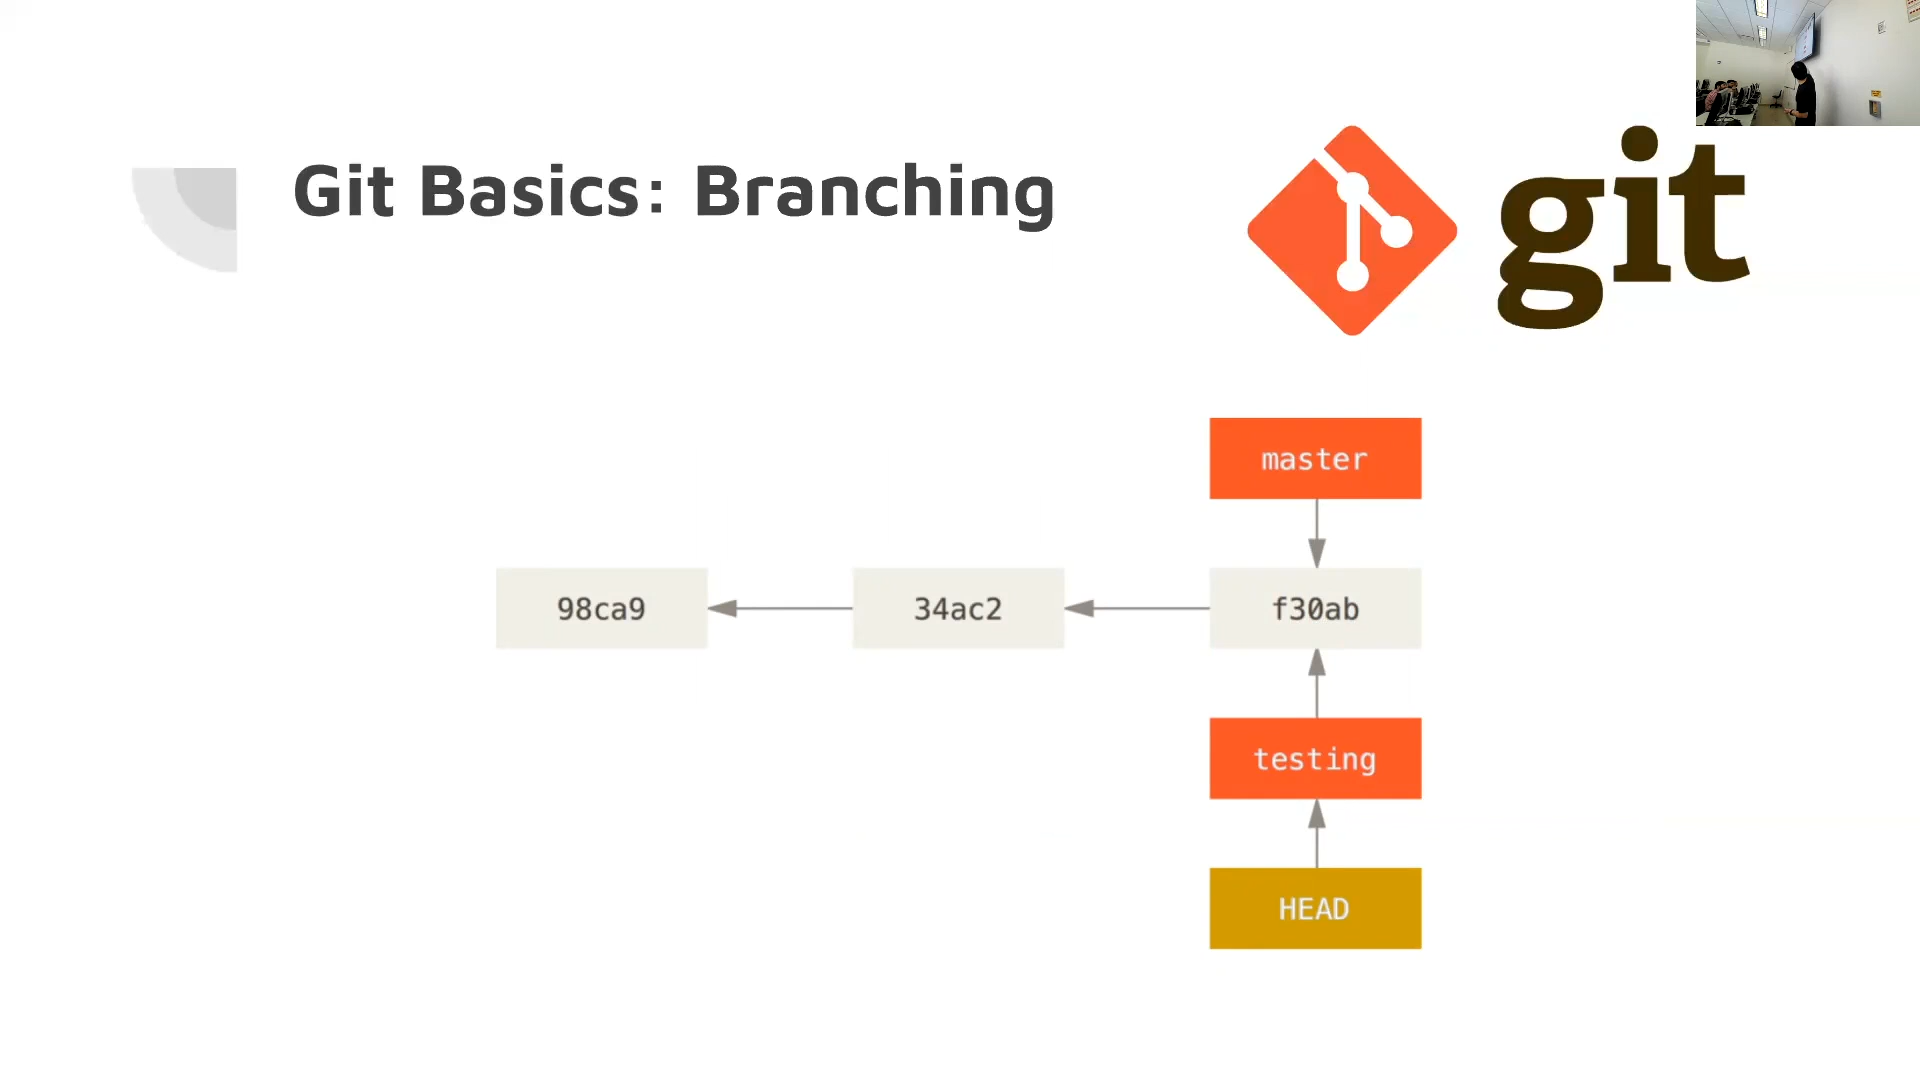 Git Basics: Branching
git
master
98ca9
34ac2
f30ab
testing
HEAD